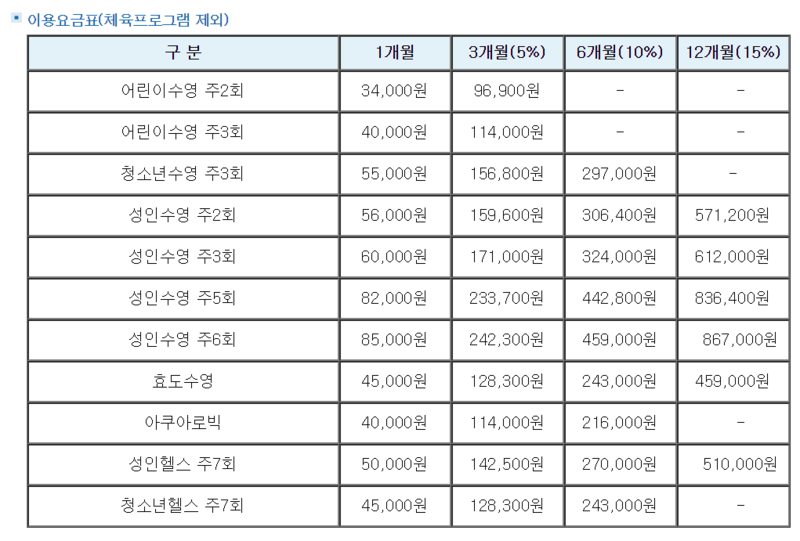 이용요금표(체육프로그램 제외)
구 분 1개월 3개월(5%) 6개월(10%) 12개월(15%)
어린이수영 주2회 34,000원 96,900원 - -
어린이수영 주3회 40,000원 114,000원 - -
청소년수영 주3회 55,000원 156,800원 297,000원 -
성인수영 주2회 56,000원 159,600원 306,400원 571,200원
성인수영 주3회 60,000원 171,000원 324,000원 612,000원
성인수영 주5회 82,000원 233,700원 442,800원 836,400원
성인수영 주6회 85,000원 242,300원 459,000원 867,000원
효도수영 45,000원 128,300원 243,000원 459,000원
아쿠아로빅 40,000원 114,000원 216,000원 -
성인헬스 주7회 50,000원 142,500원 270,000원 510,000원
청소년헬스 주7회 45,000원 128,300원 243,000원 -